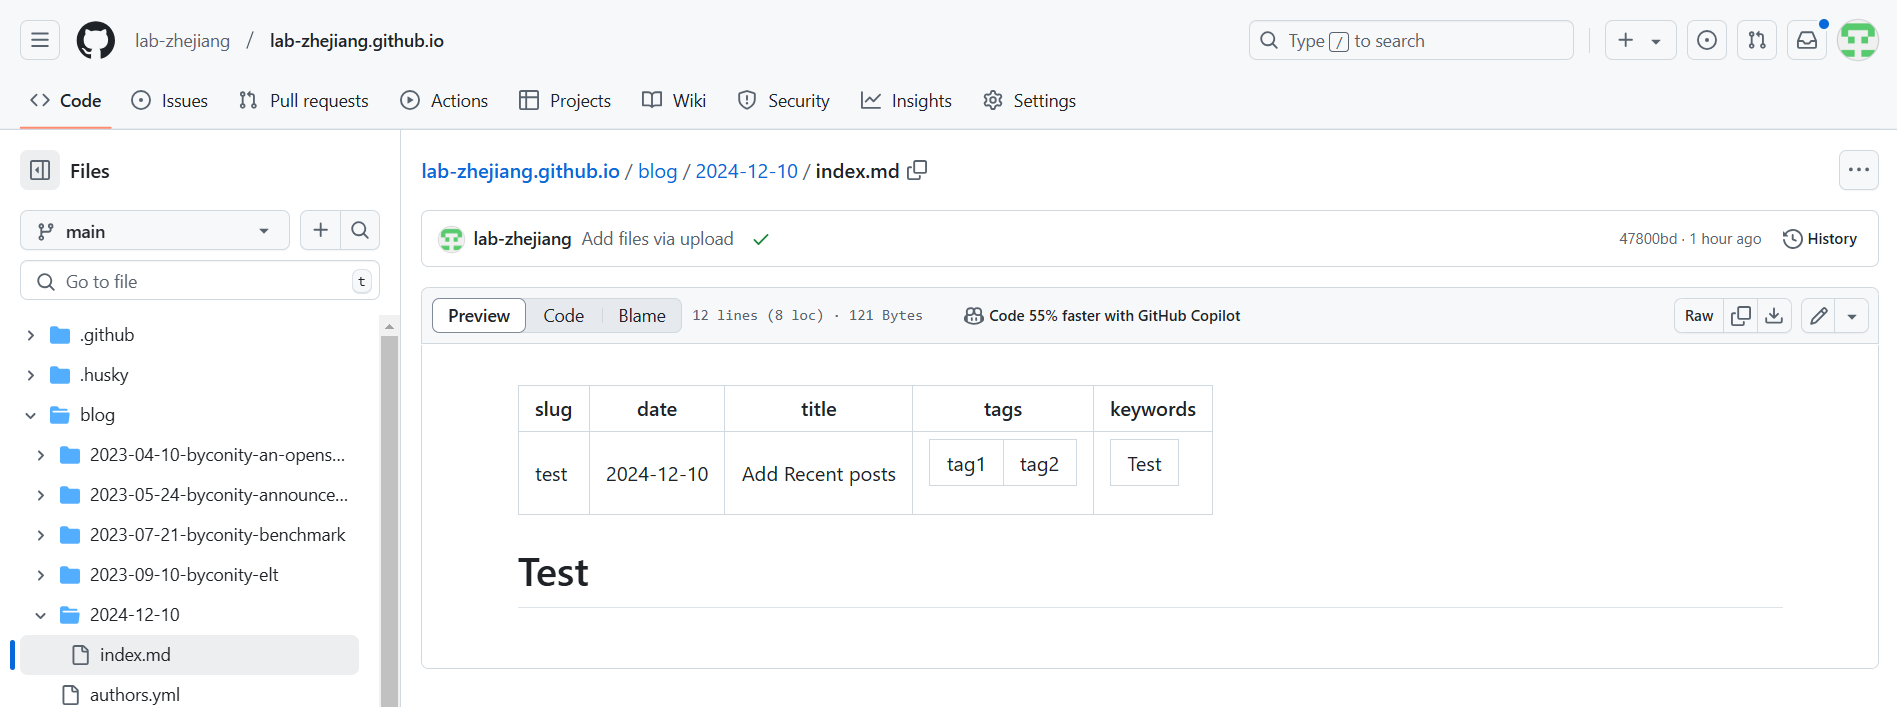 lab-zhejiang / lab-zhejiang.github.io
Type / to search
Code Issues Pull requests Actions Projects Wiki Security Insights Settings
Files
main
Go to file t
.github
.husky
blog
2023-04-10-byconity-an-opens...
2023-05-24-byconity-announce...
2023-07-21-byconity-benchmark
2023-09-10-byconity-elt
2024-12-10
index.md
authors.yml
lab-zhejiang.github.io / blog / 2024-12-10 / index.md
lab-zhejiang Add files via upload 47800bd · 1 hour ago History
Preview Code Blame 12 lines (8 loc) · 121 Bytes Code 55% faster with GitHub Copilot Raw
slug date title tags keywords
test 2024-12-10 Add Recent posts tag1 tag2 Test
Test